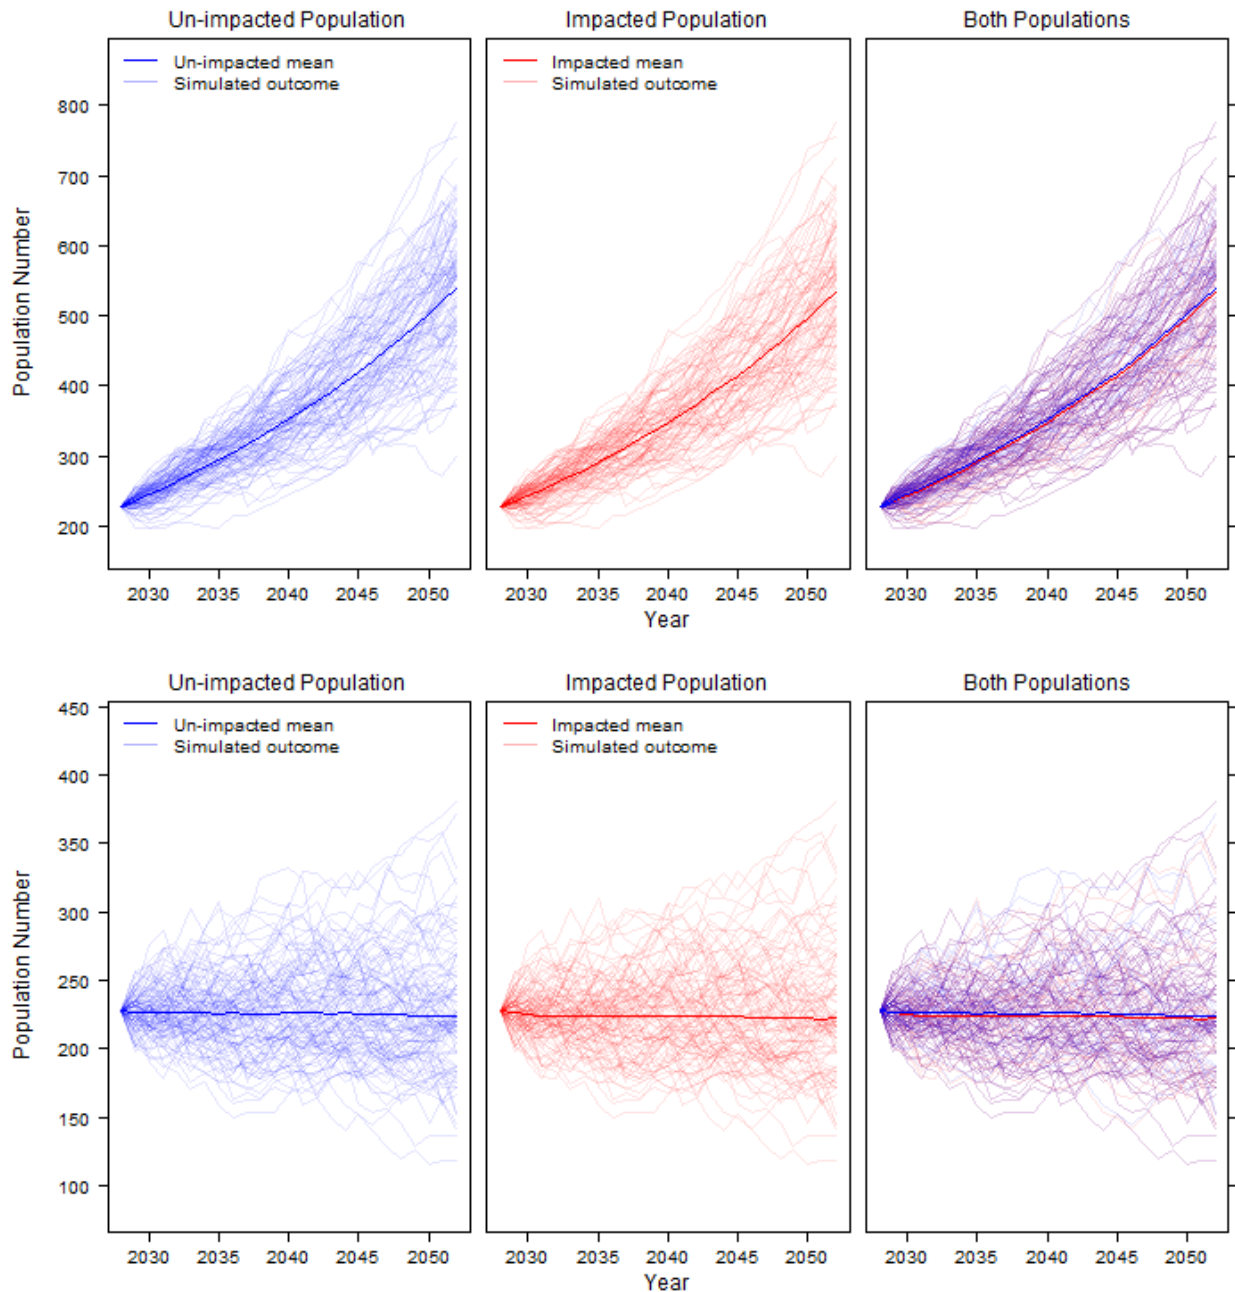 Un-impacted Population
Impacted Population
Both Populations
Un-impacted mean
Simulated outcome
Impacted mean
Simulated outcome
Population Number
800
700
600
500
400
300
200
2030 2035 2040 2045 2050
2030 2035 2040 2045 2050
2030 2035 2040 2045 2050
Year
Un-impacted Population
Impacted Population
Both Populations
Un-impacted mean
Simulated outcome
Impacted mean
Simulated outcome
Population Number
450
400
350
300
250
200
150
100
2030 2035 2040 2045 2050
2030 2035 2040 2045 2050
2030 2035 2040 2045 2050
Year